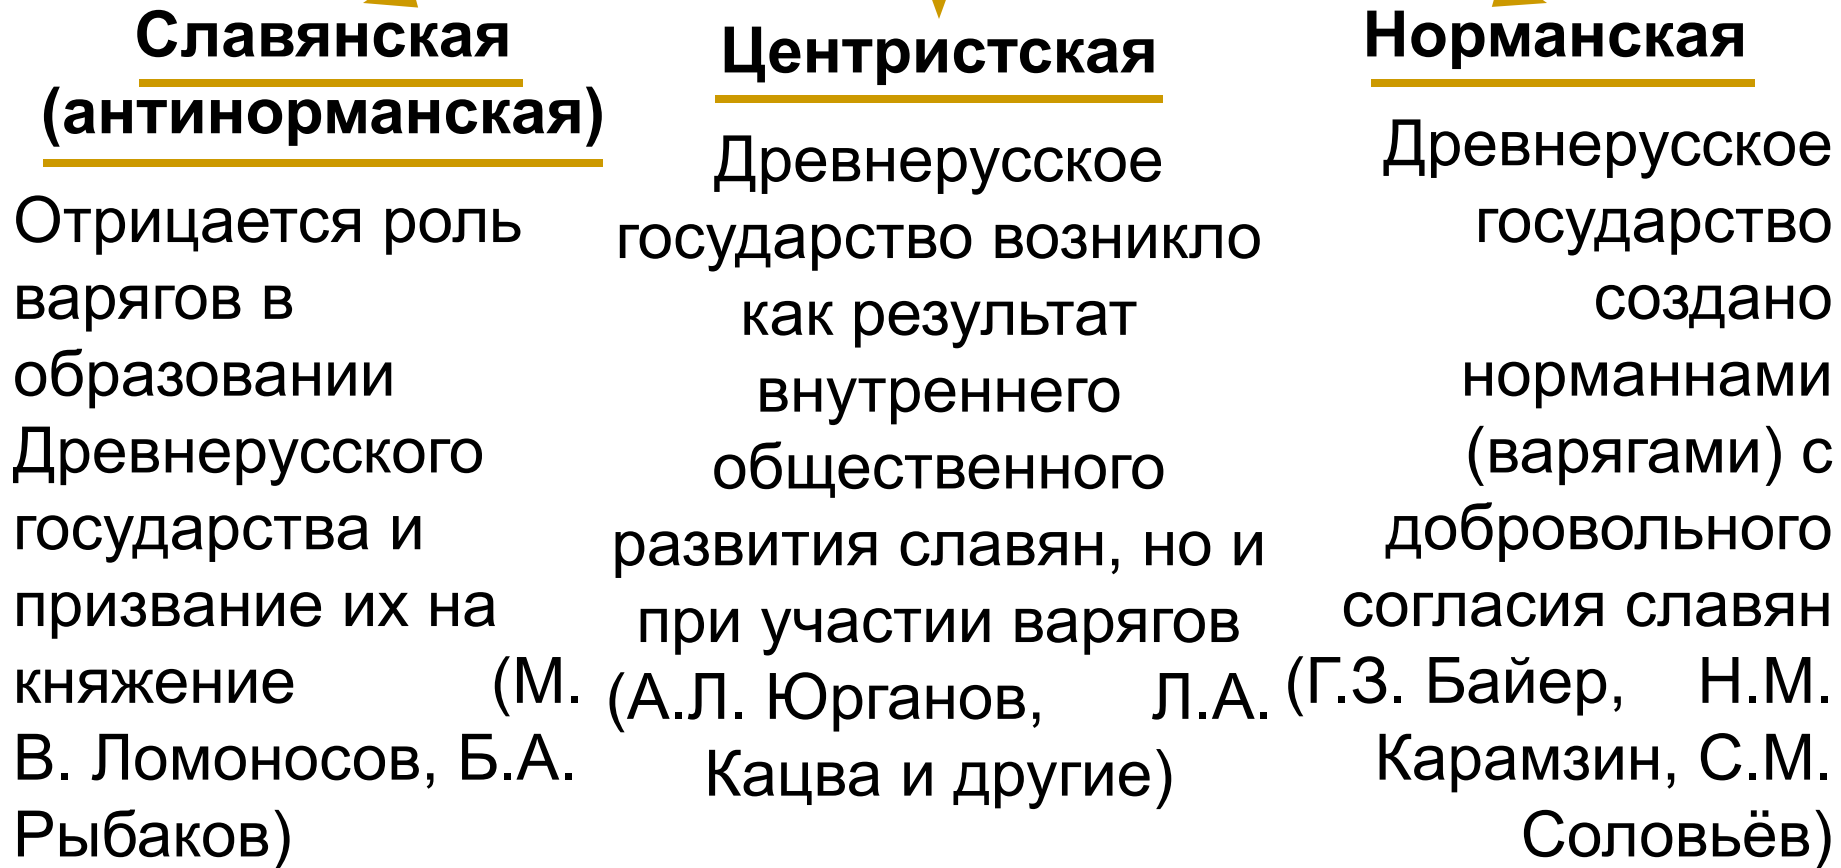 Славянская
(антинорманская)
Отрицается роль
варягов в
образовании
Древнерусского
государства и
призвание их на
княжение (М.
В. Ломоносов, Б.А.
Рыбаков)
Центристская
Древнерусское
государство возникло
как результат
внутреннего
общественного
развития славян, но и
при участии варягов
(А.Л. Юрганов, Л.А.
Кацва и другие)
Норманская
Древнерусское
государство
создано
норманнами
(варягами) с
добровольного
согласия славян
(Г.З. Байер, Н.М.
Карамзин, С.М.
Соловьёв)